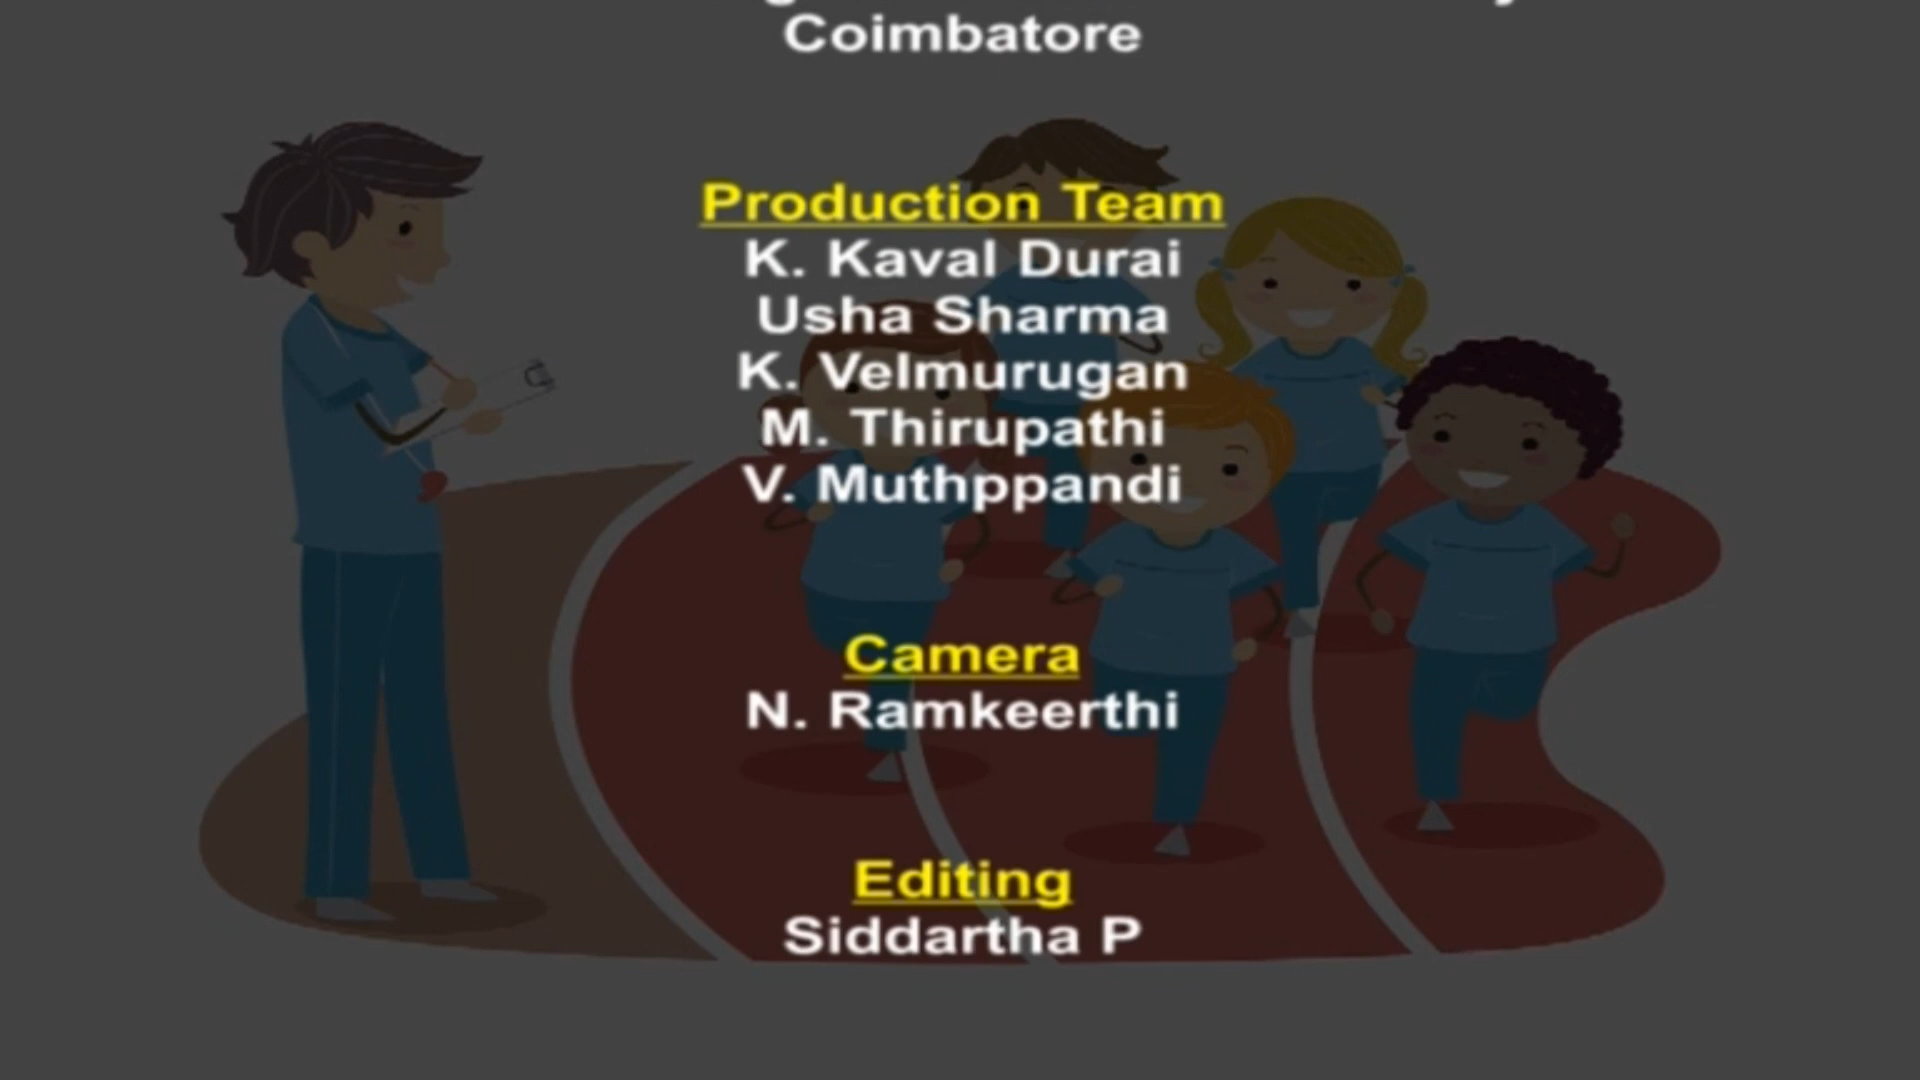 Coimbatore
Production Team
K. Kaval Durai
Usha Sharma
K. Velmurugan
M. Thirupathi
V. Muthppandi
Camera
N. Ramkeerthi
Editing
Siddartha P